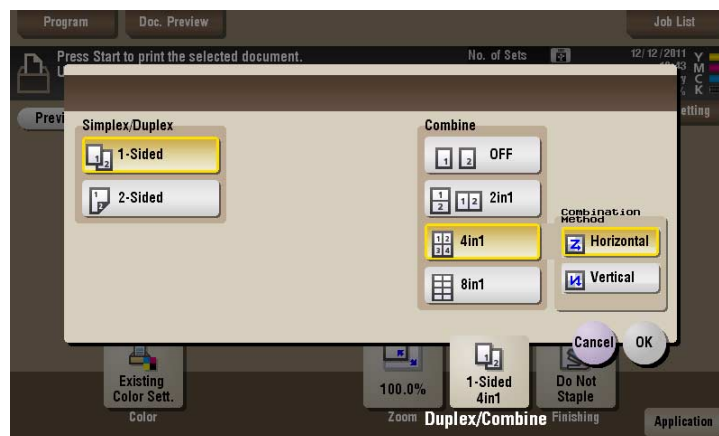 Program
Doc. Preview
Job List
Press Start to print the selected document.
No. of Sets
12/12/2011
Y
M
C
K
Simplex/Duplex
1-Sided
2-Sided
Combine
OFF
2in1
4in1
8in1
Combination
Method
Horizontal
Vertical
Cancel
OK
Existing
Color Sett.
Color
100.0%
Zoom
1-Sided
4in1
Duplex/Combine
Do Not
Staple
Finishing
Application